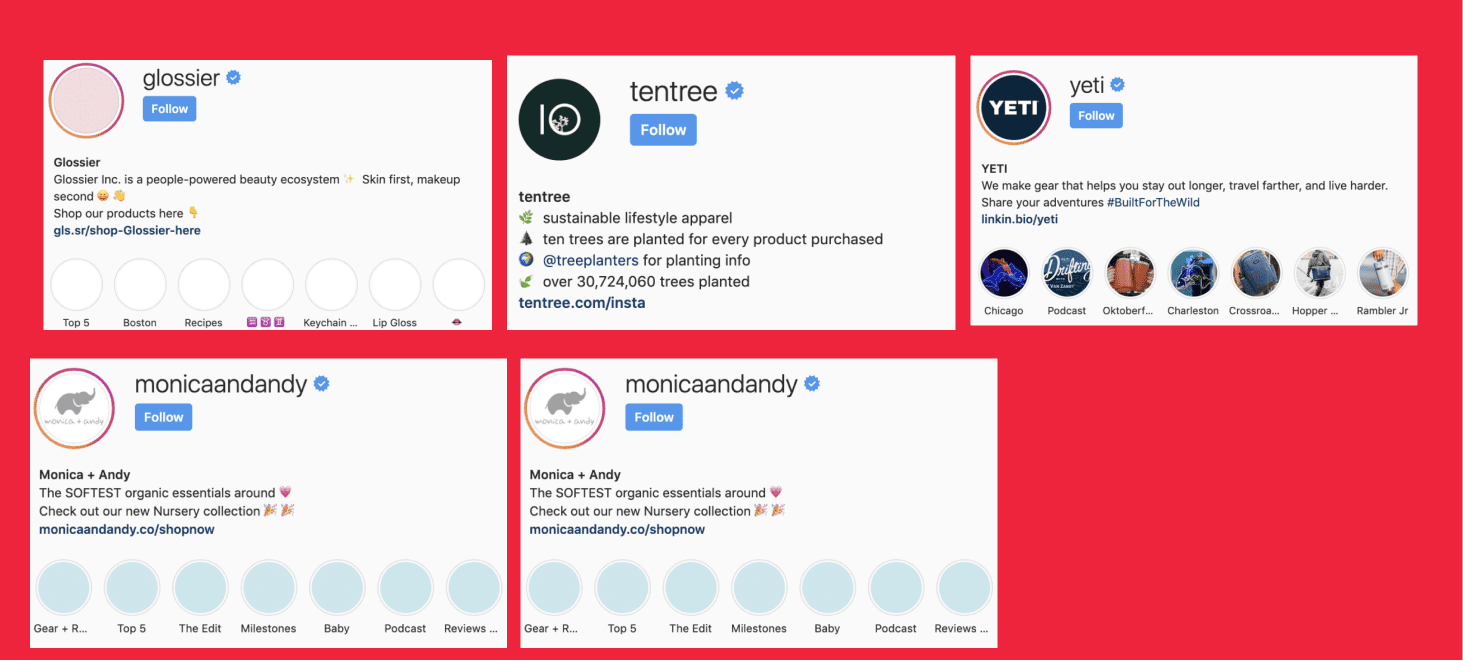 glossier
Follow
Glossier
Glossier Inc. is a people-powered beauty ecosystem ✨ Skin first, makeup
second 😄 👋
Shop our products here 👇
gls.sr/shop-Glossier-here
Top 5 Boston Recipes ♒ ♉ ♊ Keychain ... Lip Gloss 👄
tentree
Follow
tentree
🌿 sustainable lifestyle apparel
🌲 ten trees are planted for every product purchased
🌍 @treeplanters for planting info
🌱 over 30,724,060 trees planted
tentree.com/insta
YETI
yeti
Follow
YETI
We make gear that helps you stay out longer, travel farther, and live harder.
Share your adventures #BuiltForTheWild
linkin.bio/yeti
Drifting
VAN ZANDT
Chicago Podcast Oktoberf... Charleston Crossroa... Hopper ... Rambler Jr
monica + andy
monicaandandy
Follow
Monica + Andy
The SOFTEST organic essentials around 💗
Check out our new Nursery collection 🎉 🎉
monicaandandy.co/shopnow
Gear + R... Top 5 The Edit Milestones Baby Podcast Reviews ...
monica + andy
monicaandandy
Follow
Monica + Andy
The SOFTEST organic essentials around 💗
Check out our new Nursery collection 🎉 🎉
monicaandandy.co/shopnow
Gear + R... Top 5 The Edit Milestones Baby Podcast Reviews ...